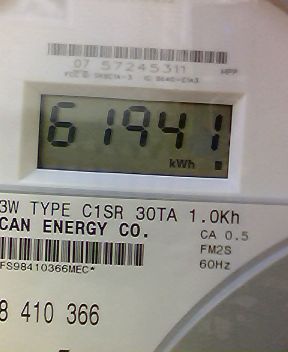 07 57245311
61941
kWh
3W TYPE C1SR 30TA 1.0Kh
CAN ENERGY CO.
CA 0.5
FM2S
60Hz
FS98410366MEC*
8 410 366